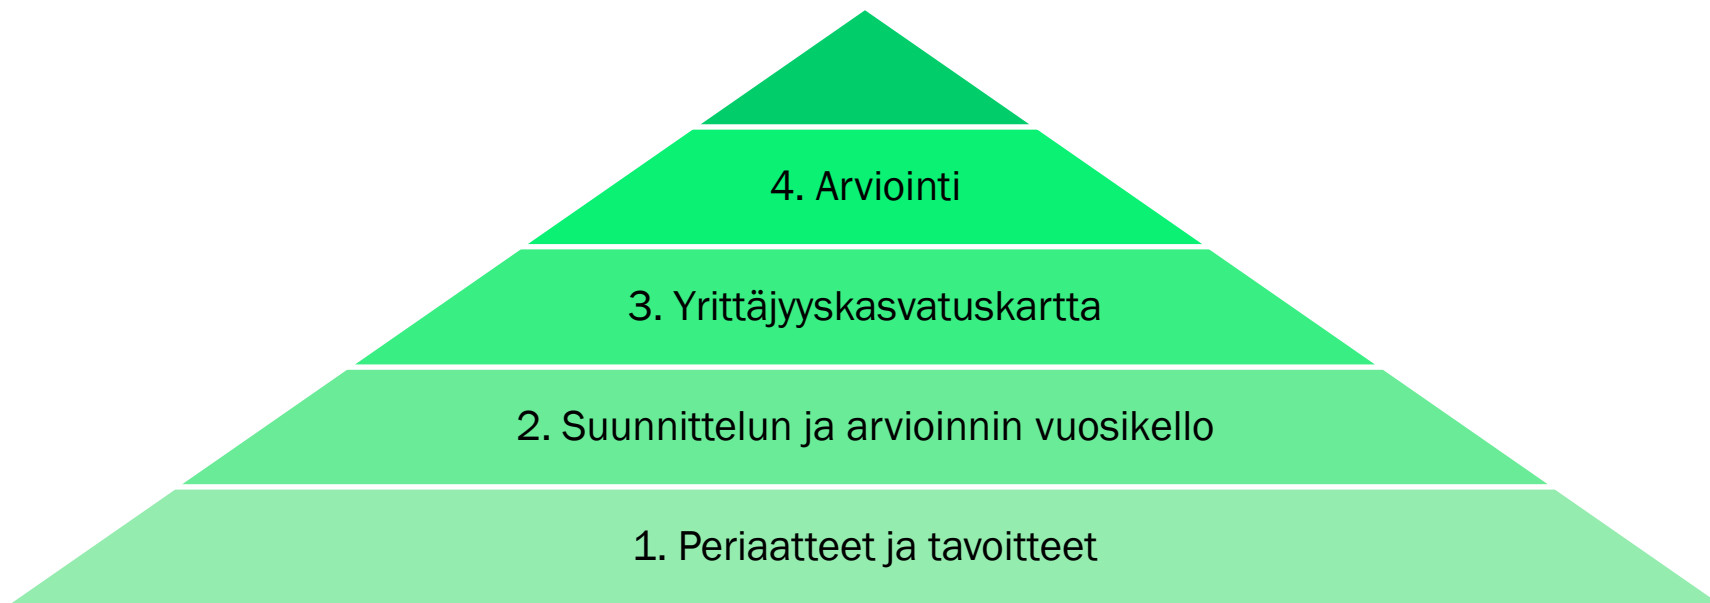 4. Arviointi
3. Yrittäjyyskasvatuskartta
2. Suunnittelun ja arvioinnin vuosikello
1. Periaatteet ja tavoitteet